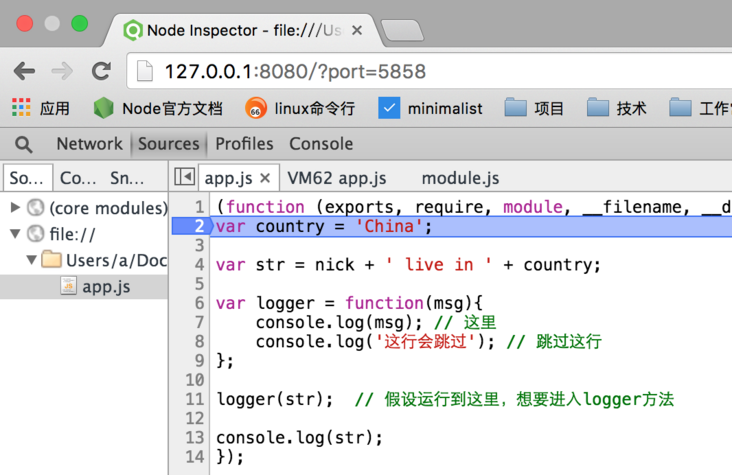 Node Inspector - file:///Us
127.0.0.1:8080/?port=5858
应用 Node官方文档 linux命令行 minimalist 项目 技术
Network Sources Profiles Console
So... Co... Sn... app.js VM62 app.js module.js
(core modules)
file://
Users/a/Doc
app.js
1 (function (exports, require, module, __filename, __d
2 var country = 'China';
3
4 var str = nick + ' live in ' + country;
5
6 var logger = function(msg){
7 console.log(msg); // 这里
8 console.log('这行会跳过'); // 跳过这行
9 };
10
11 logger(str); // 假设运行到这里，想要进入logger方法
12
13 console.log(str);
14 });